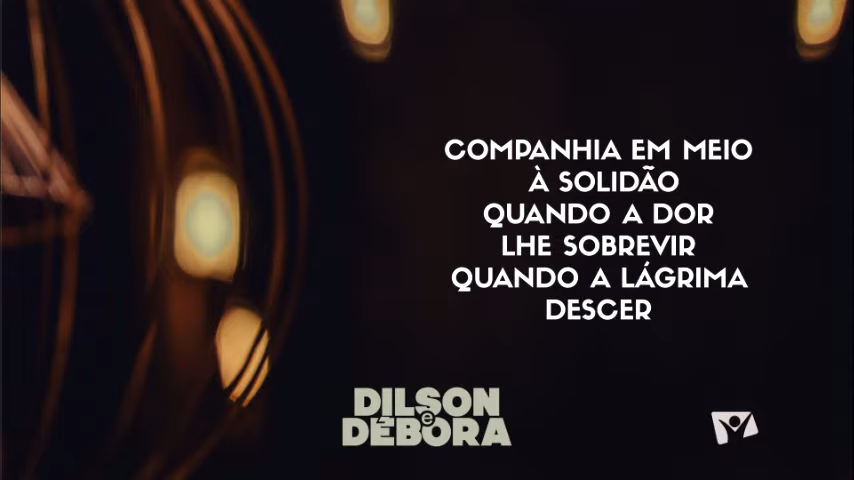 COMPANHIA EM MEIO
À SOLIDÃO
QUANDO A DOR
LHE SOBREVIR
QUANDO A LÁGRIMA
DESCER
DILSON
e
DÉBORA